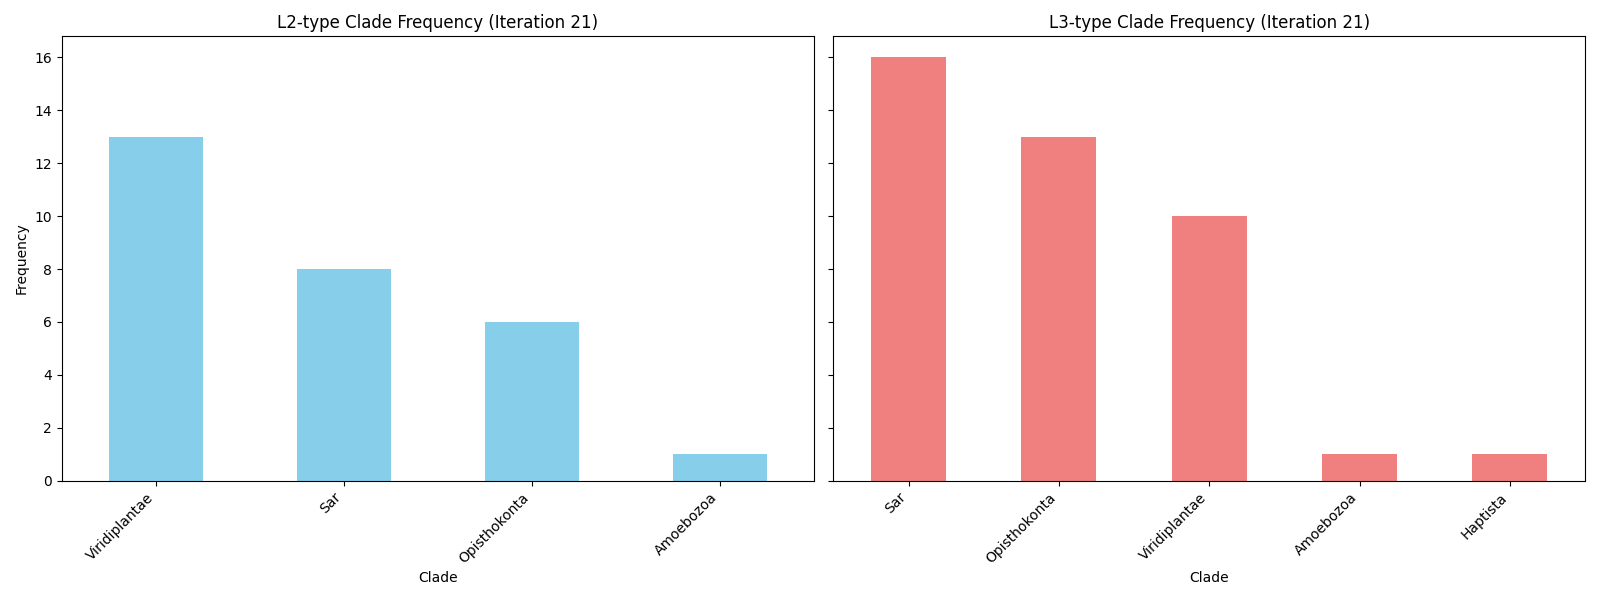 L2-type Clade Frequency (Iteration 21)
Frequency
16
14
12
10
8
6
4
2
0
Viridiplantae
Sar
Opisthokonta
Amoebozoa
Clade
L3-type Clade Frequency (Iteration 21)
Sar
Opisthokonta
Viridiplantae
Amoebozoa
Haptista
Clade